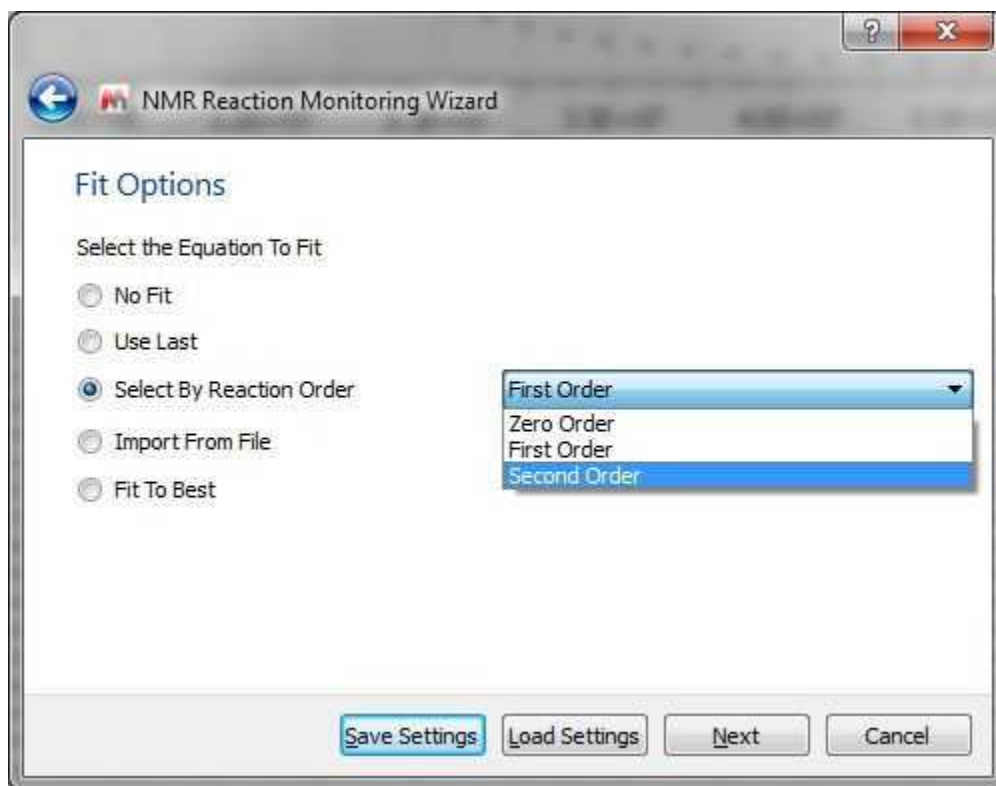 NMR Reaction Monitoring Wizard
Fit Options
Select the Equation To Fit
No Fit
Use Last
Select By Reaction Order
First Order
Zero Order
First Order
Second Order
Import From File
Fit To Best
Save Settings
Load Settings
Next
Cancel